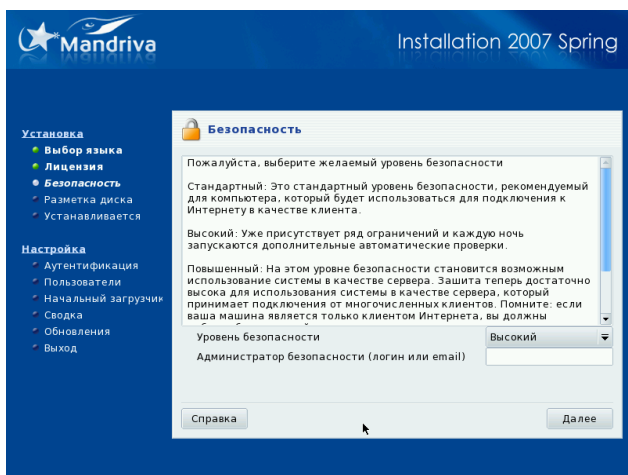 Mandriva
Installation 2007 Spring
Установка
Выбор языка
Лицензия
Безопасность
Разметка диска
Устанавливается
Настройка
Аутентификация
Пользователи
Начальный загрузчик
Сводка
Обновления
Выход
Безопасность
Пожалуйста, выберите желаемый уровень безопасности
Стандартный: Это стандартный уровень безопасности, рекомендуемый
для компьютера, который будет использоваться для подключения к
Интернету в качестве клиента.
Высокий: Уже присутствует ряд ограничений и каждую ночь
запускаются дополнительные автоматические проверки.
Повышенный: На этом уровне безопасности становится возможным
использование системы в качестве сервера. Зашита теперь достаточно
высока для использования системы в качестве сервера, который
принимает подключения от многочисленных клиентов. Помните: если
ваша машина является только клиентом Интернета, вы должны
Уровень безопасности
Высокий
Администратор безопасности (логин или email)
Справка
Далее